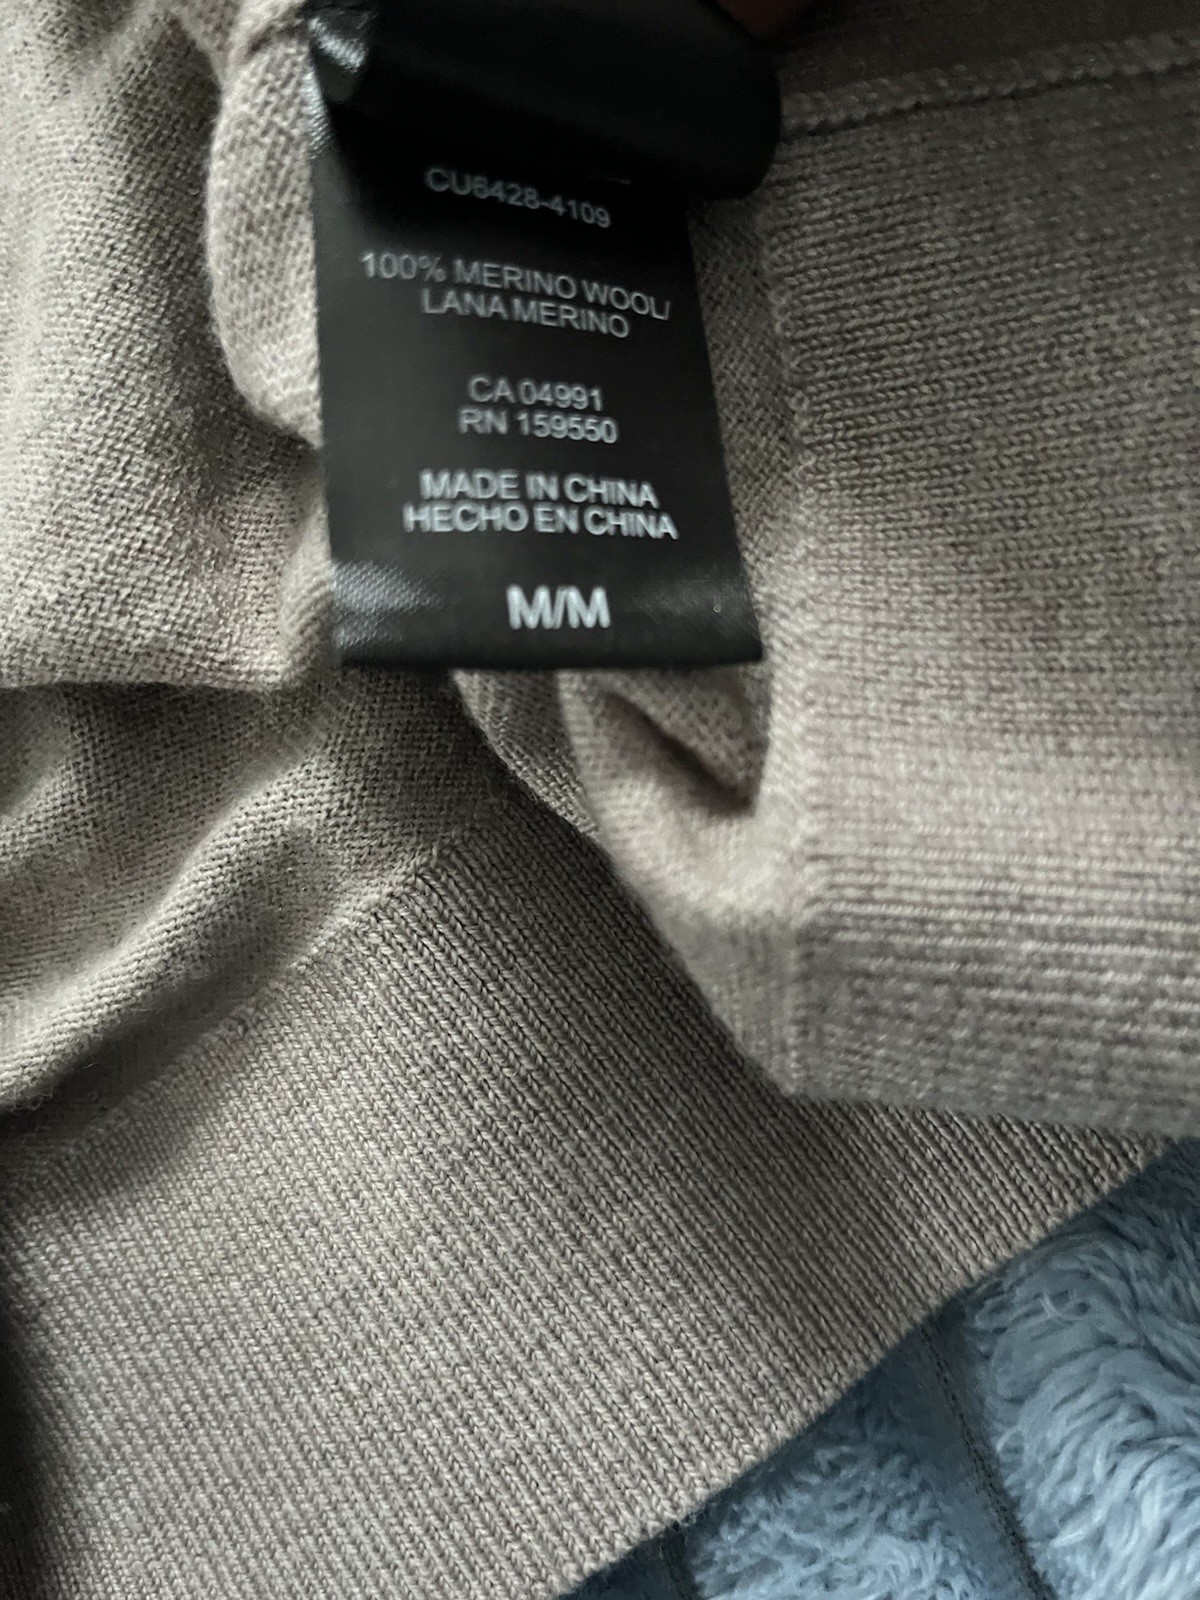 CU6428-4109
100% MERINO WOOL/
LANA MERINO
CA 04991
RN 159550
MADE IN CHINA
HECHO EN CHINA
M/M